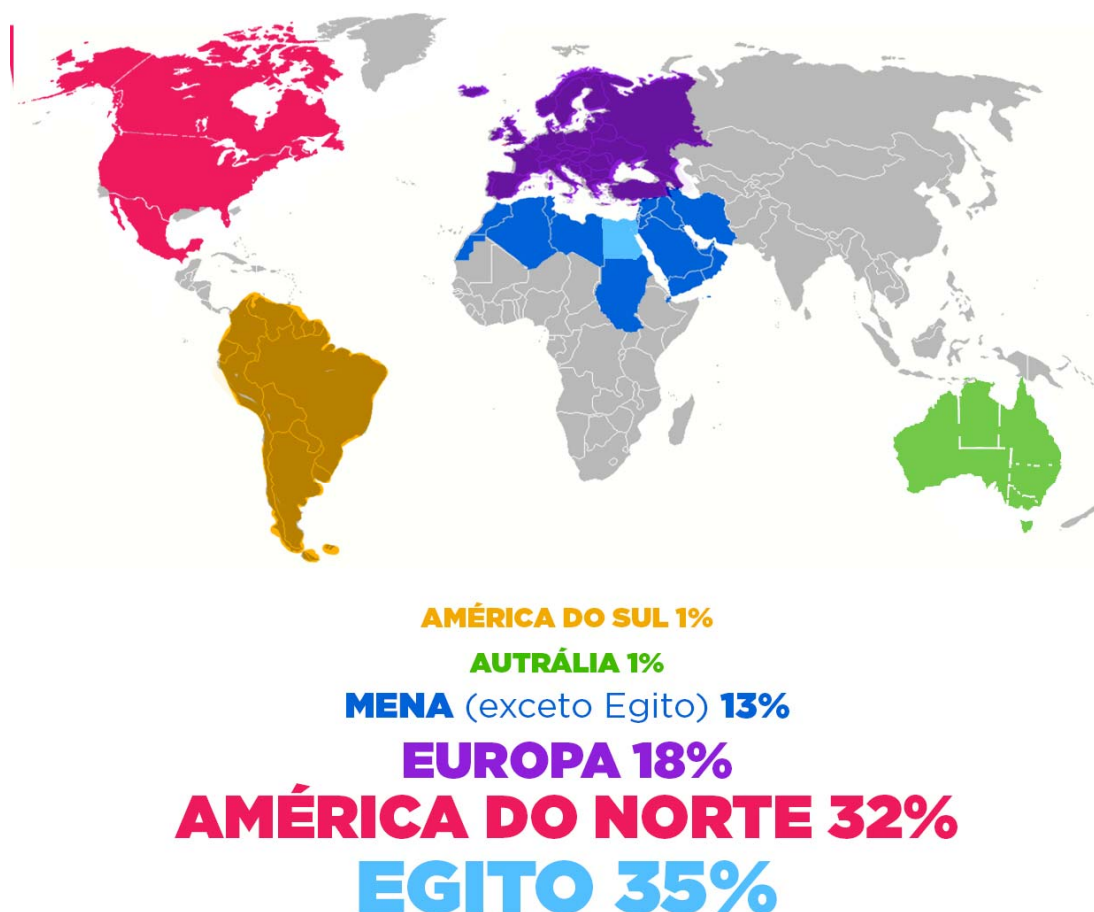 AMÉRICA DO SUL 1%
AUTRÁLIA 1%
MENA (exceto Egito) 13%
EUROPA 18%
AMÉRICA DO NORTE 32%
EGITO 35%